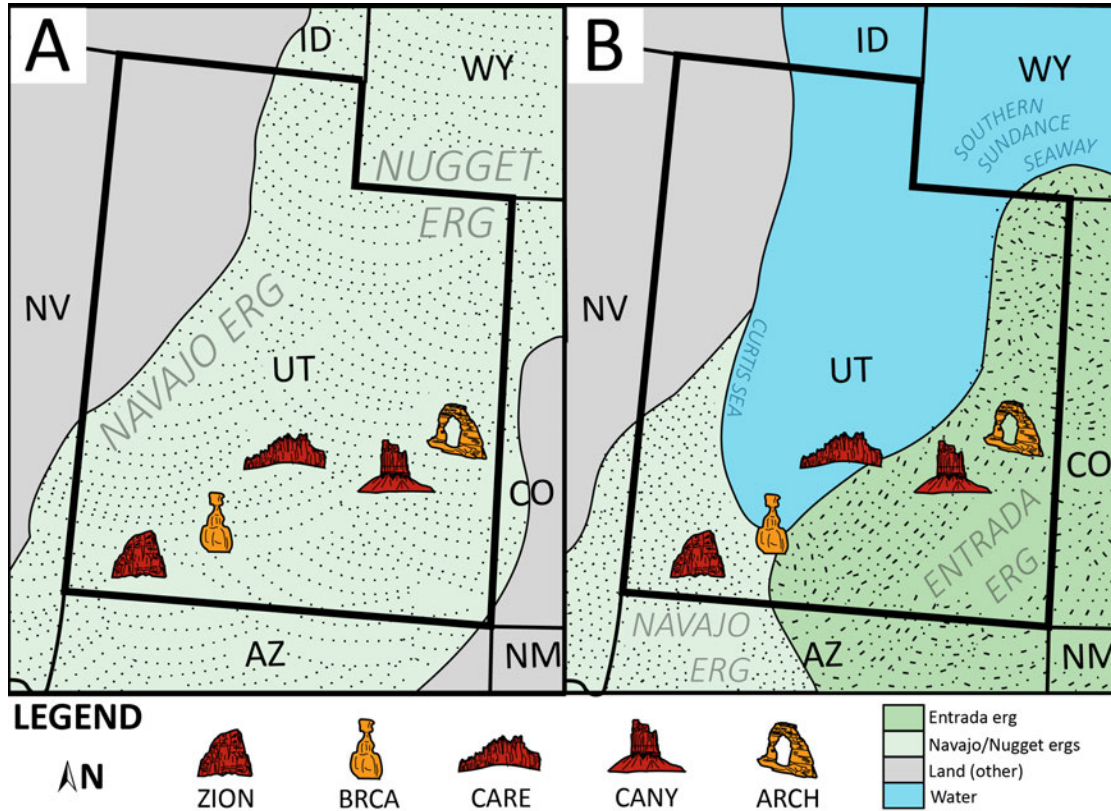 A
ID
WY
NUGGET
ERG
NAVAJO ERG
NV
UT
CO
AZ
NM
B
ID
WY
SOUTHERN
SUNDANCE
SEAWAY
NV
CURTIS SEA
UT
CO
ENTRADA
ERG
NAVAJO
ERG
AZ
NM
LEGEND
N
ZION
BRCA
CARE
CANY
ARCH
Entrada erg
Navajo/Nugget ergs
Land (other)
Water